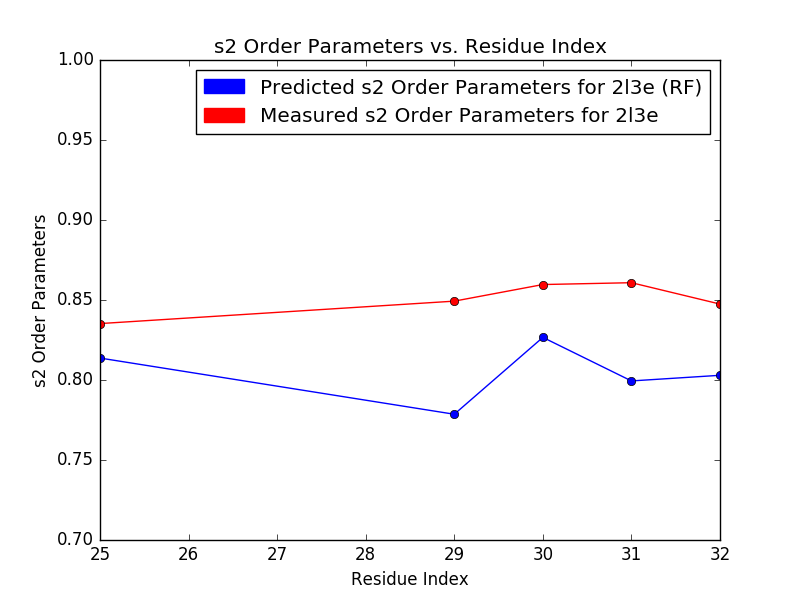 s2 Order Parameters vs. Residue Index
Predicted s2 Order Parameters for 2l3e (RF)
Measured s2 Order Parameters for 2l3e
1.00
0.95
0.90
0.85
0.80
0.75
0.70
s2 Order Parameters
25 26 27 28 29 30 31 32
Residue Index